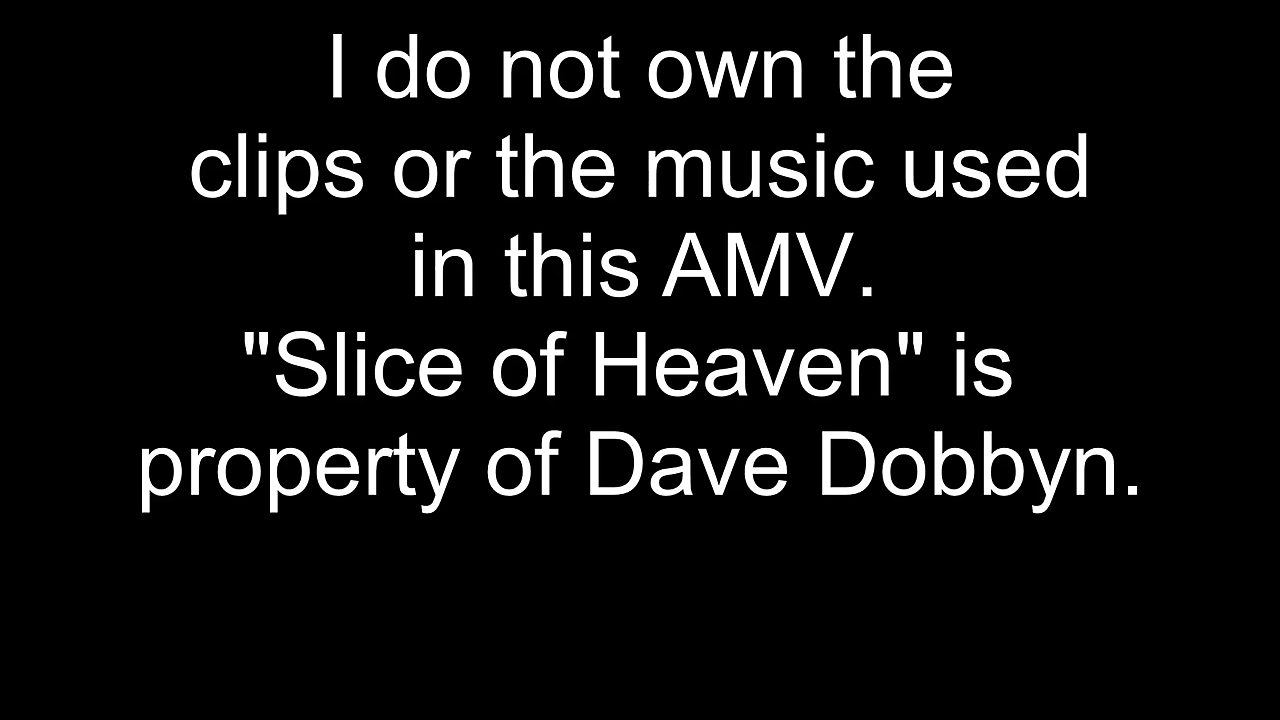 I do not own the
clips or the music used
in this AMV.
"Slice of Heaven" is
property of Dave Dobbyn.